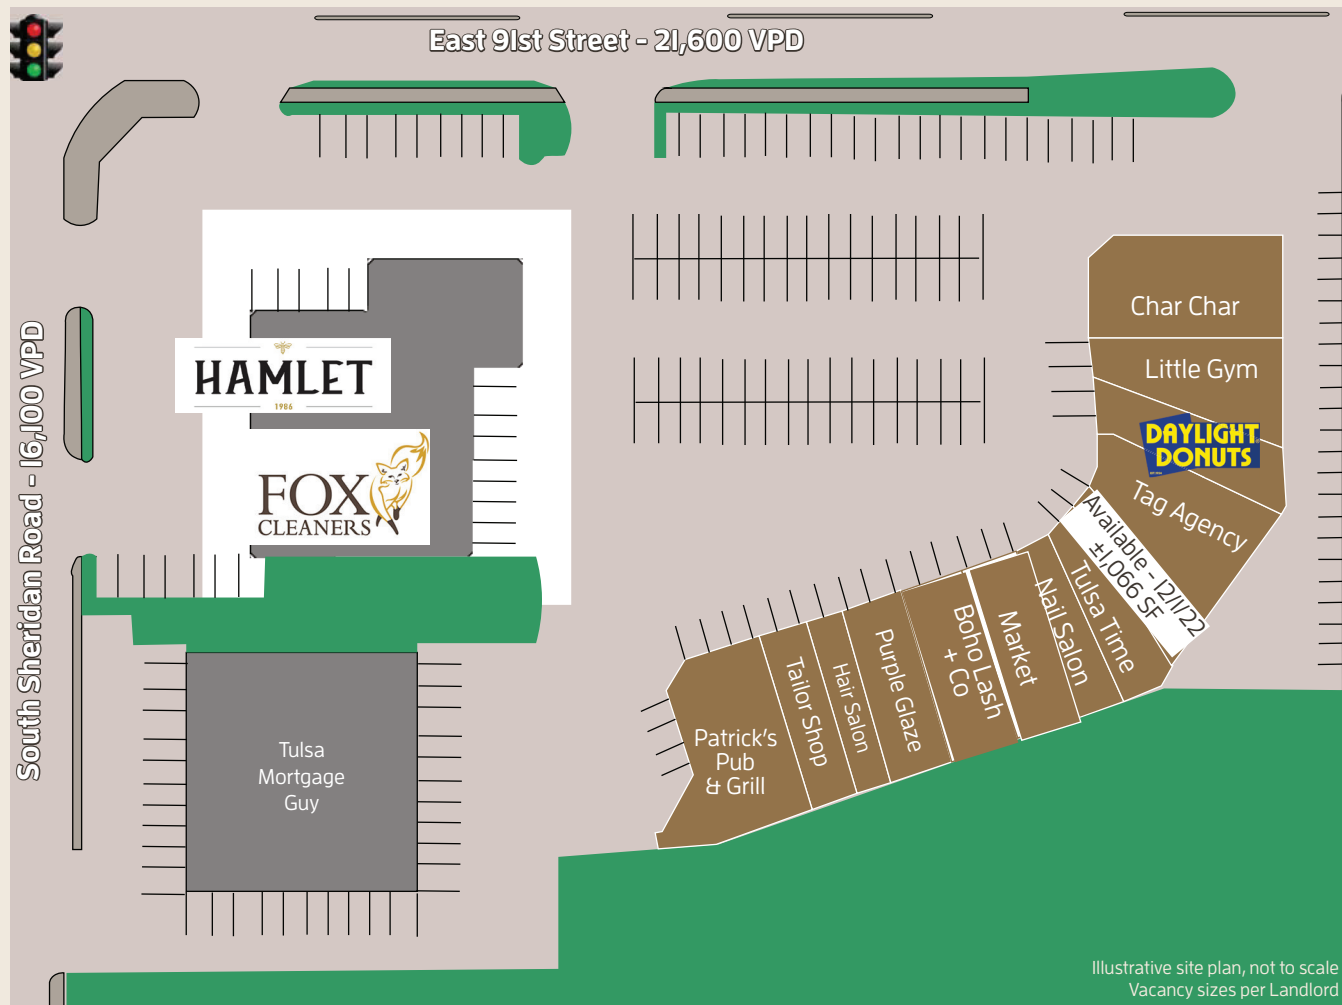 East 91st Street - 21,600 VPD
South Sheridan Road - 16,100 VPD
HAMLET
1986
FOX
CLEANERS
Tulsa
Mortgage
Guy
Char Char
Little Gym
DAYLIGHT
DONUTS
Tag Agency
Available - 12/1/22
±1,066 SF
Tulsa Time
Nail Salon
Market
Boho Lash
+ Co
Purple Glaze
Hair Salon
Tailor Shop
Patrick's
Pub
& Grill
Illustrative site plan, not to scale
Vacancy sizes per Landlord